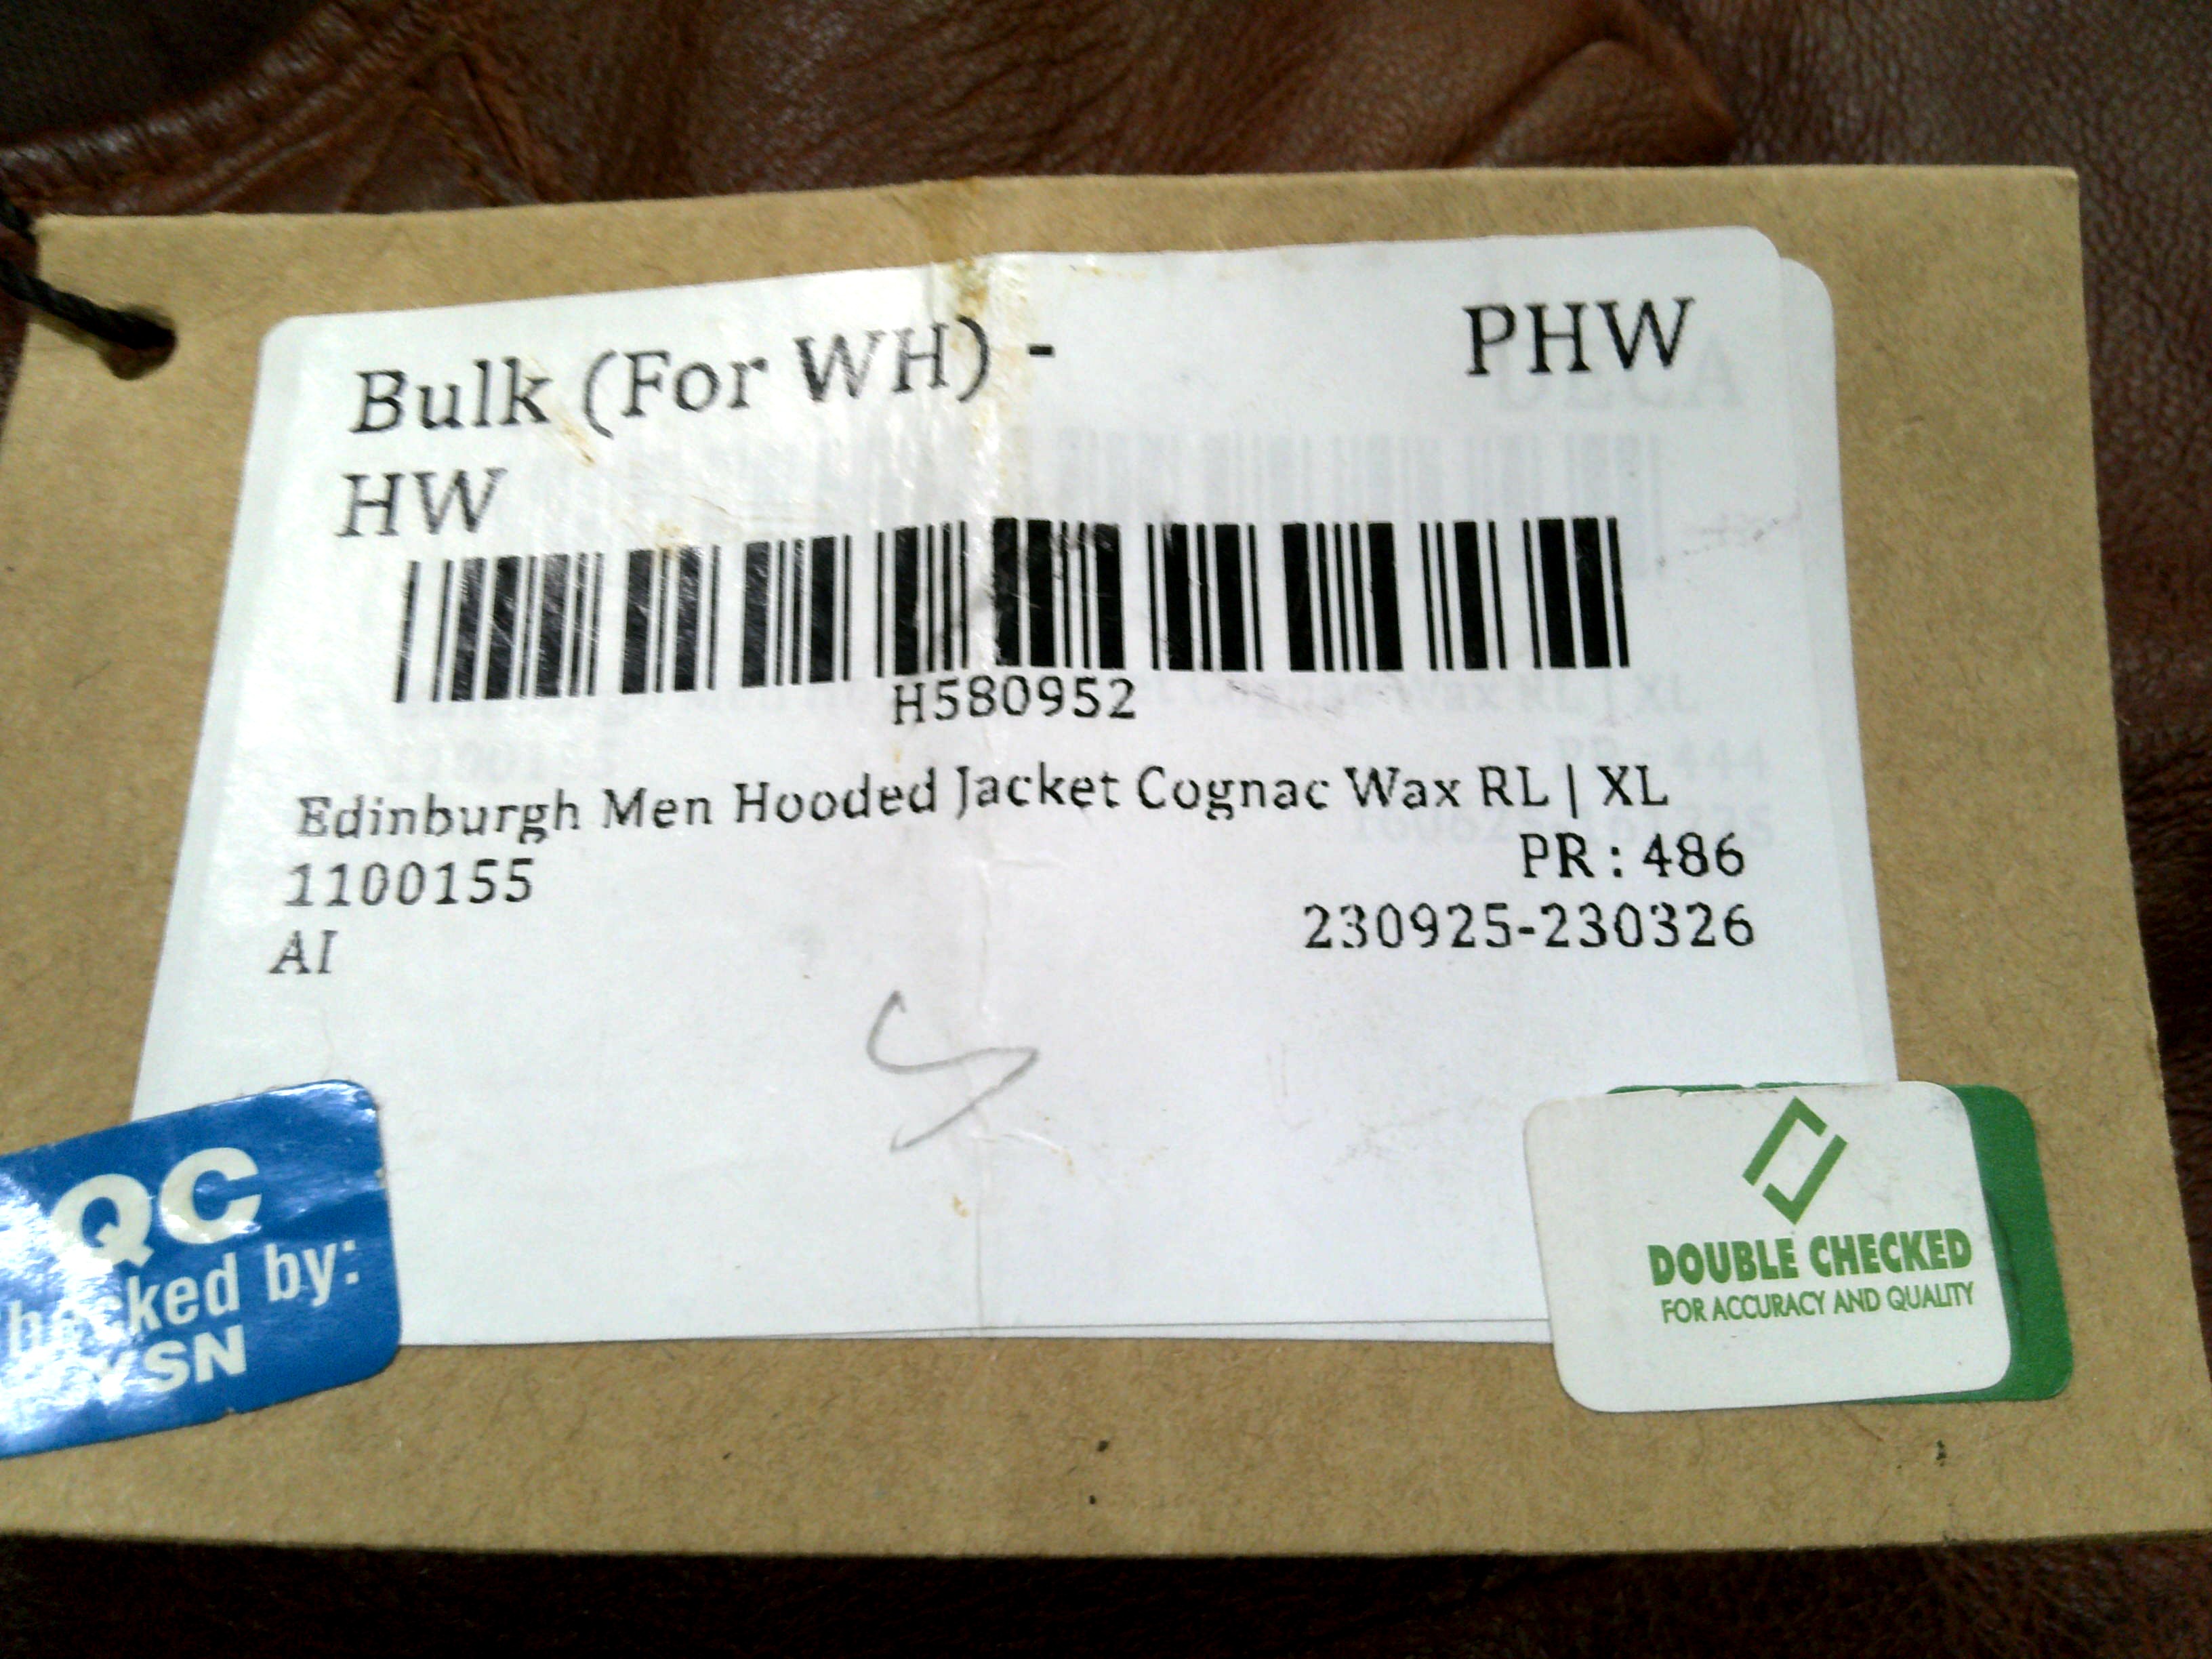 Bulk (For WH) - PHW
HW
H580952
Edinburgh Men Hooded Jacket Cognac Wax RL | XL
1100155 PR : 486
AI 230925-230326
QC
by:
SN
DOUBLE CHECKED
FOR ACCURACY AND QUALITY